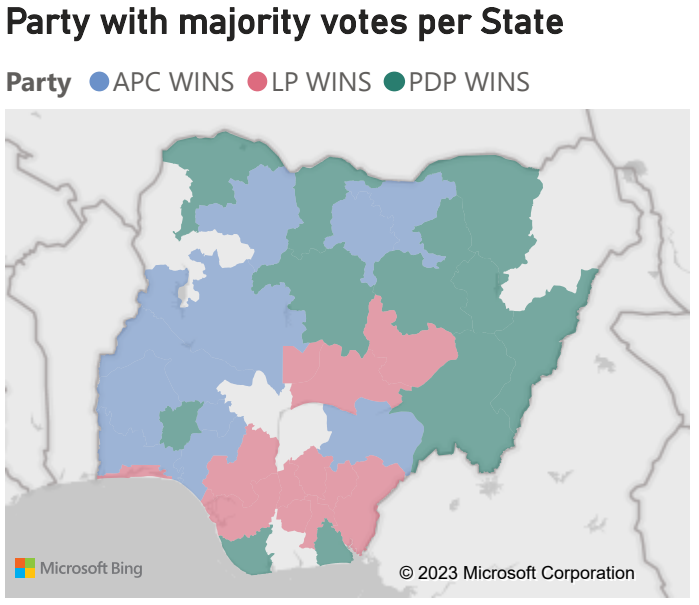 Party with majority votes per State
Party APC WINS LP WINS PDP WINS
Microsoft Bing
© 2023 Microsoft Corporation